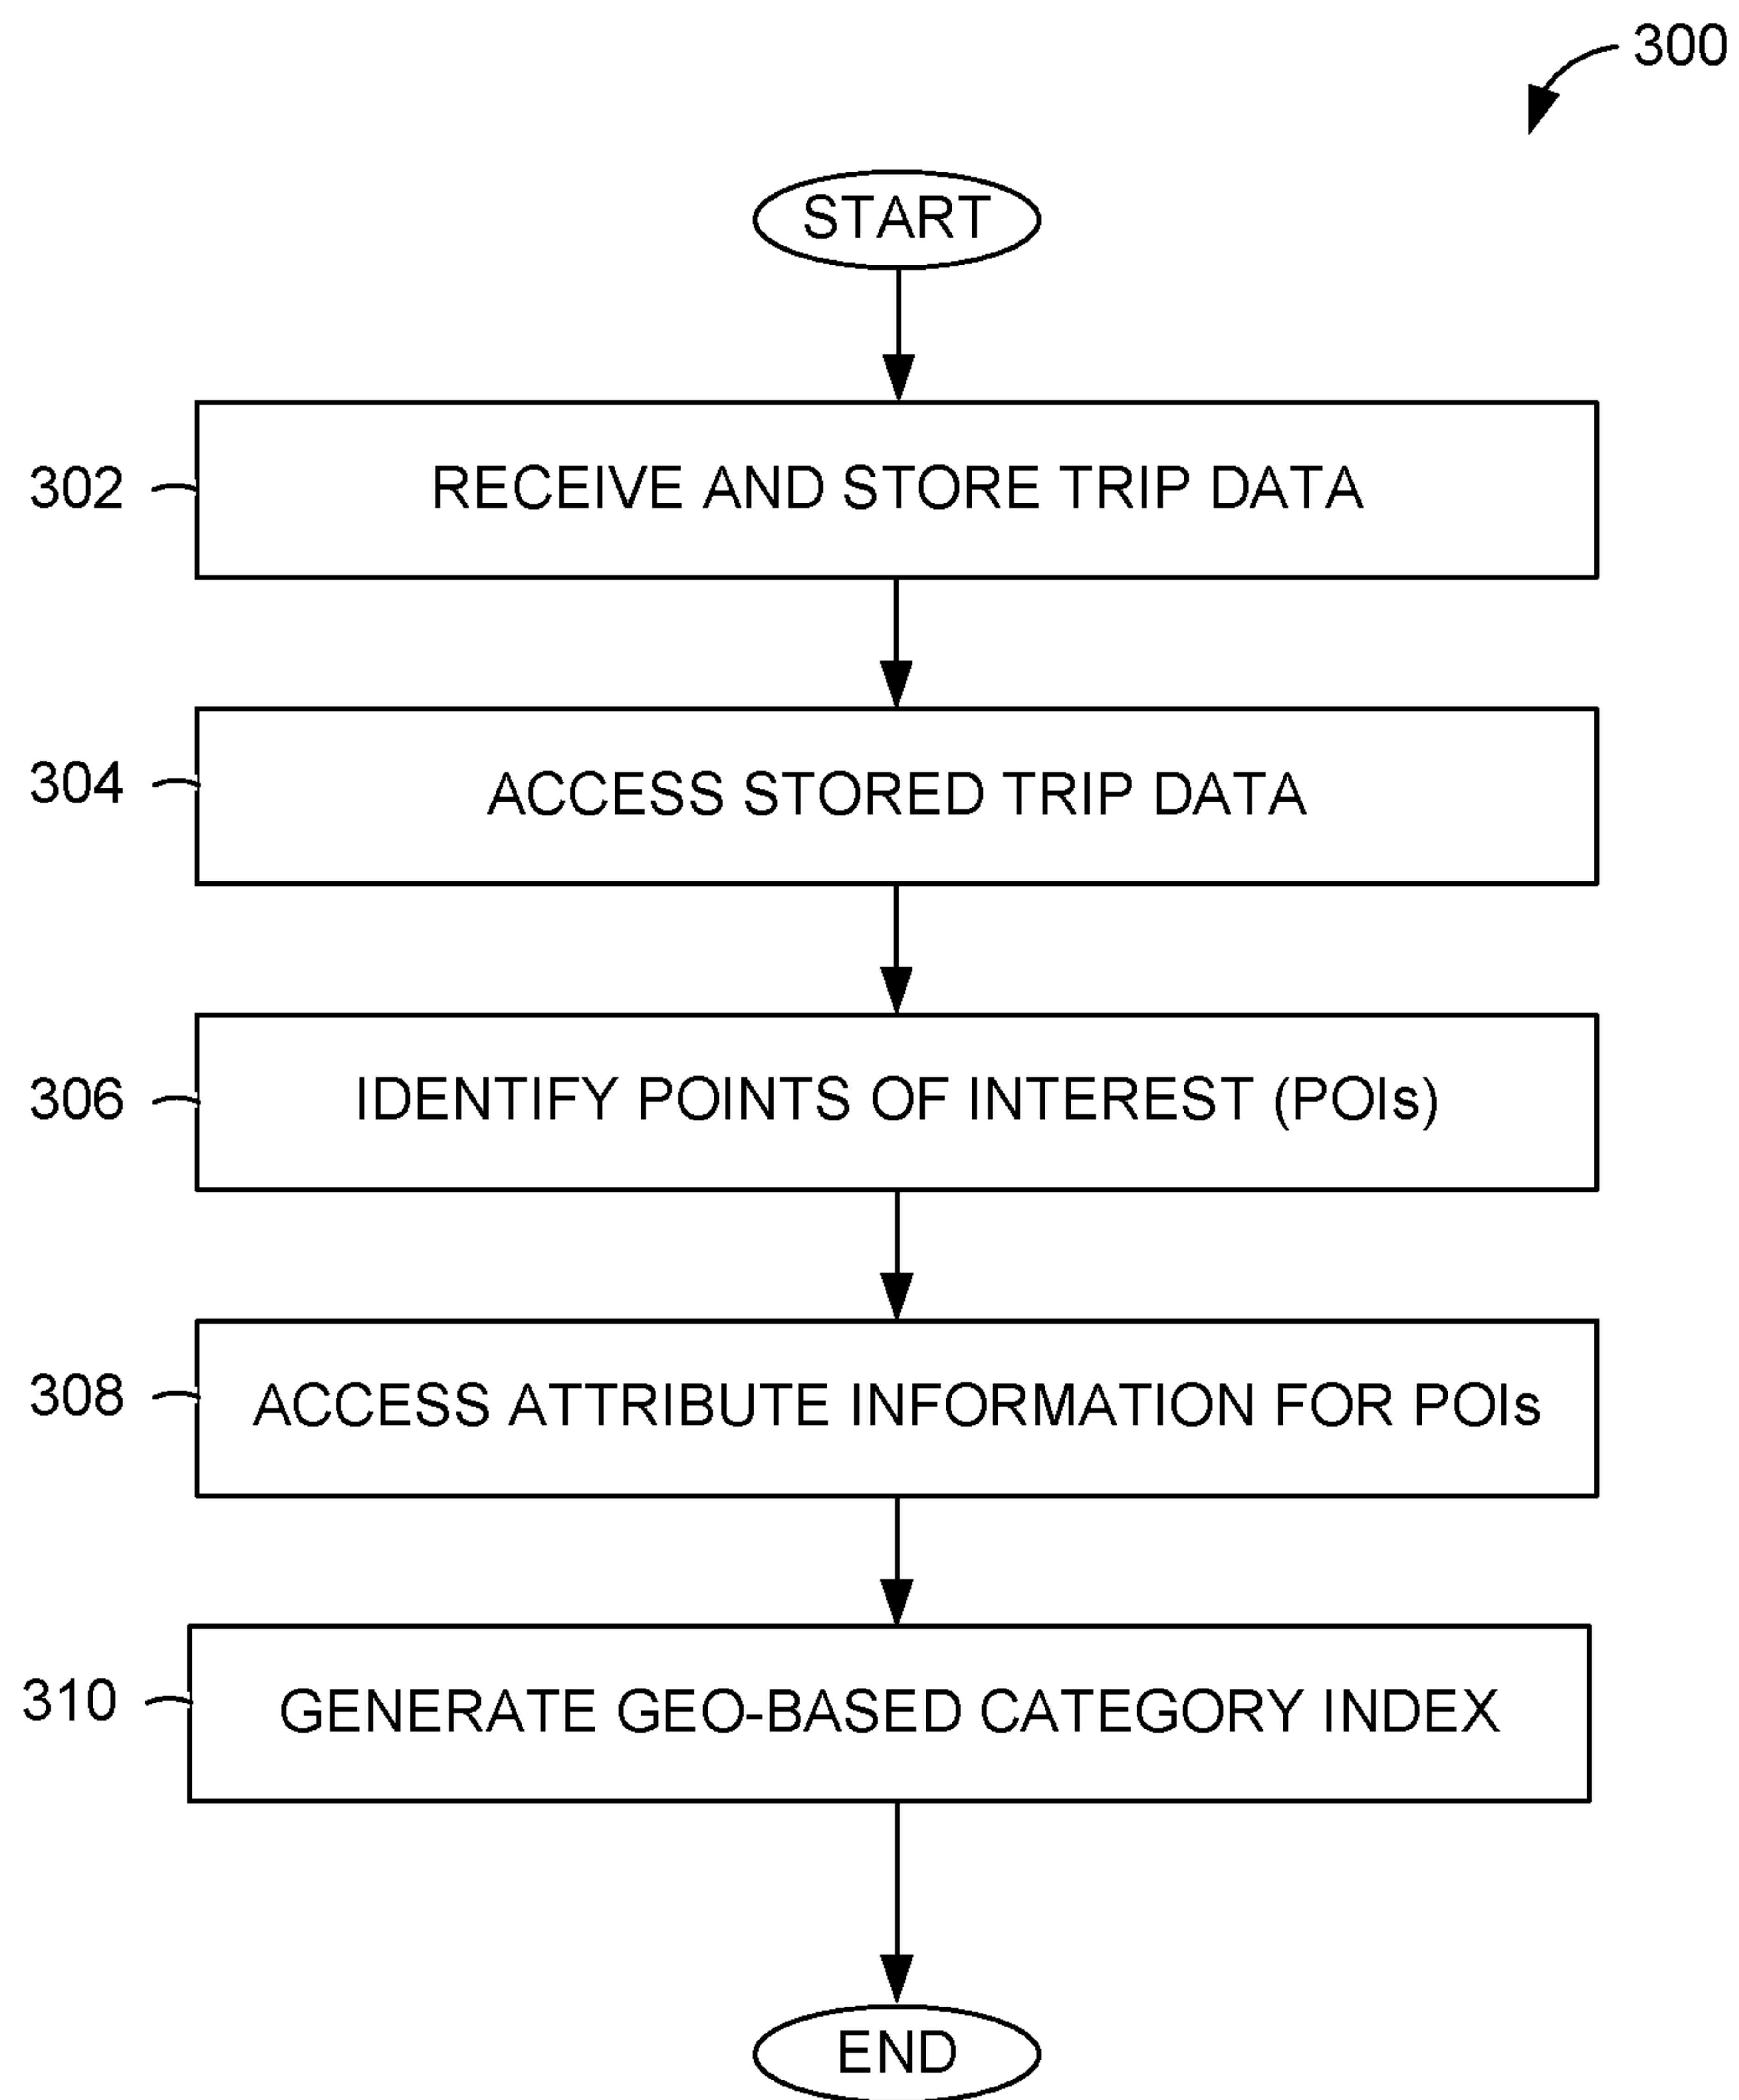 300
START
302 RECEIVE AND STORE TRIP DATA
304 ACCESS STORED TRIP DATA
306 IDENTIFY POINTS OF INTEREST (POIs)
308 ACCESS ATTRIBUTE INFORMATION FOR POIs
310 GENERATE GEO-BASED CATEGORY INDEX
END